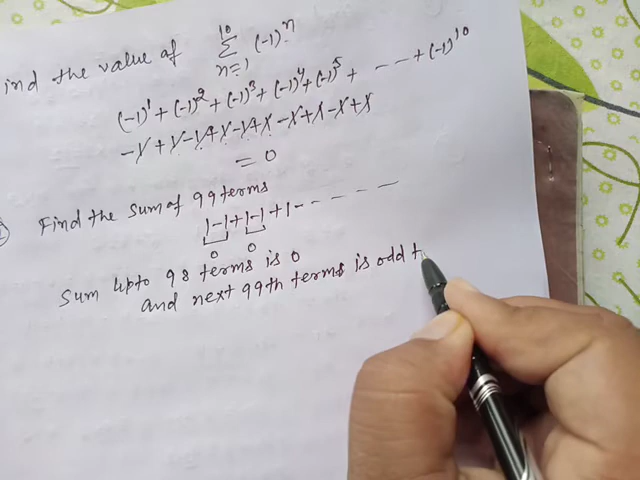 ind the value of 10 Σ n=1 (-1)^n
(-1)^1 + (-1)^2 + (-1)^3 + (-1)^4 + (-1)^5 + - - - + (-1)^10
-1 + 1 - 1 + 1 - 1 + 1 - 1 + 1 - 1 + 1
= 0
Find the sum of 99 terms
1-1+1-1+1- - - - - -
0 0
Sum upto 98 terms is 0
and next 99th terms is odd t